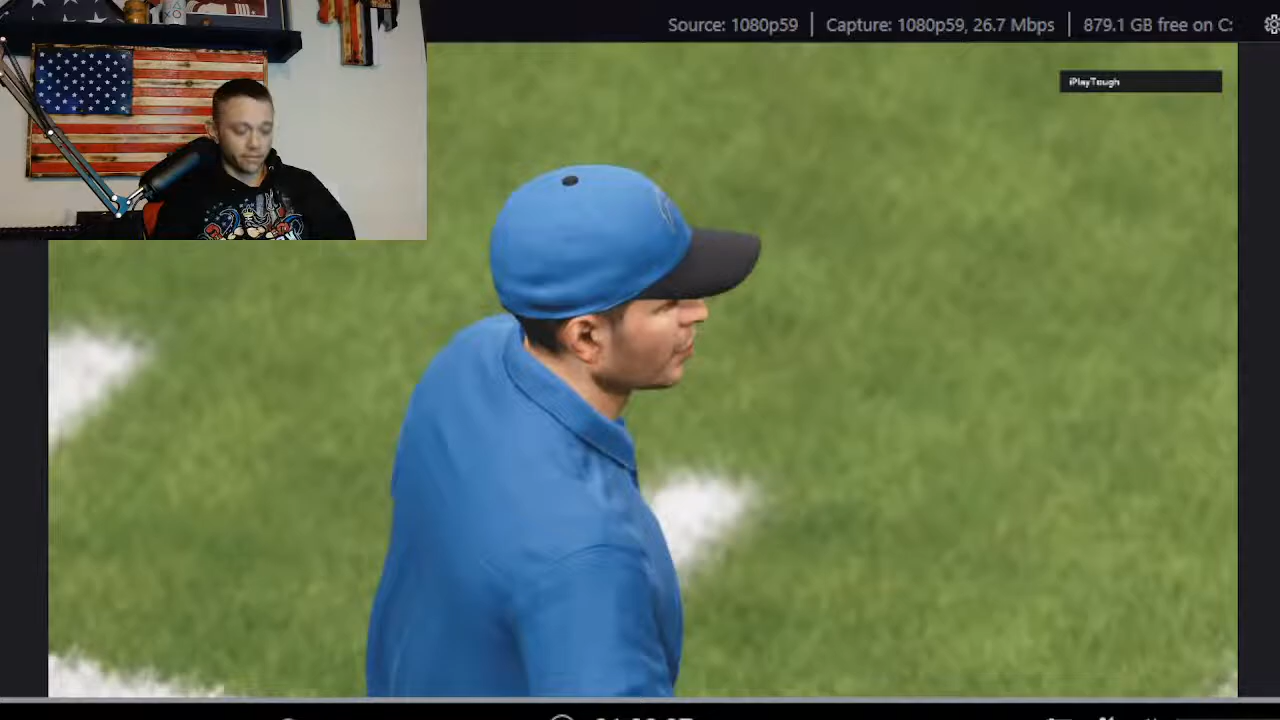 Source: 1080p59 | Capture: 1080p59, 26.7 Mbps | 879.1 GB free on C:
iPlayTough